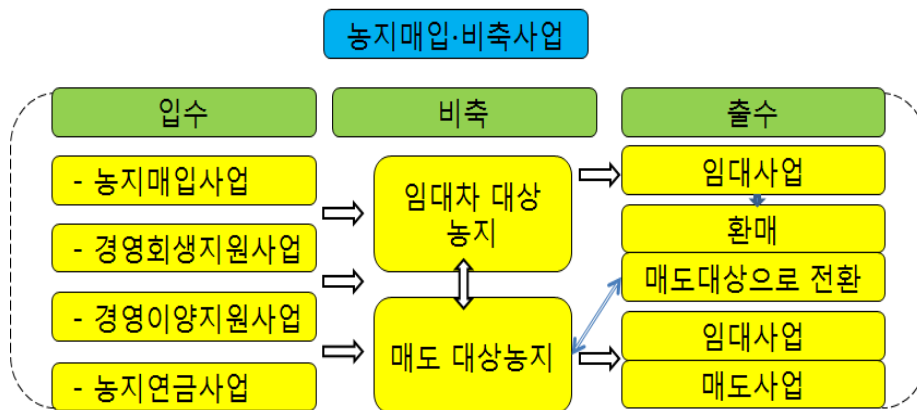 농지매입·비축사업
입수
비축
출수
- 농지매입사업
- 경영회생지원사업
- 경영이양지원사업
- 농지연금사업
임대차 대상
농지
매도 대상농지
임대사업
환매
매도대상으로 전환
임대사업
매도사업